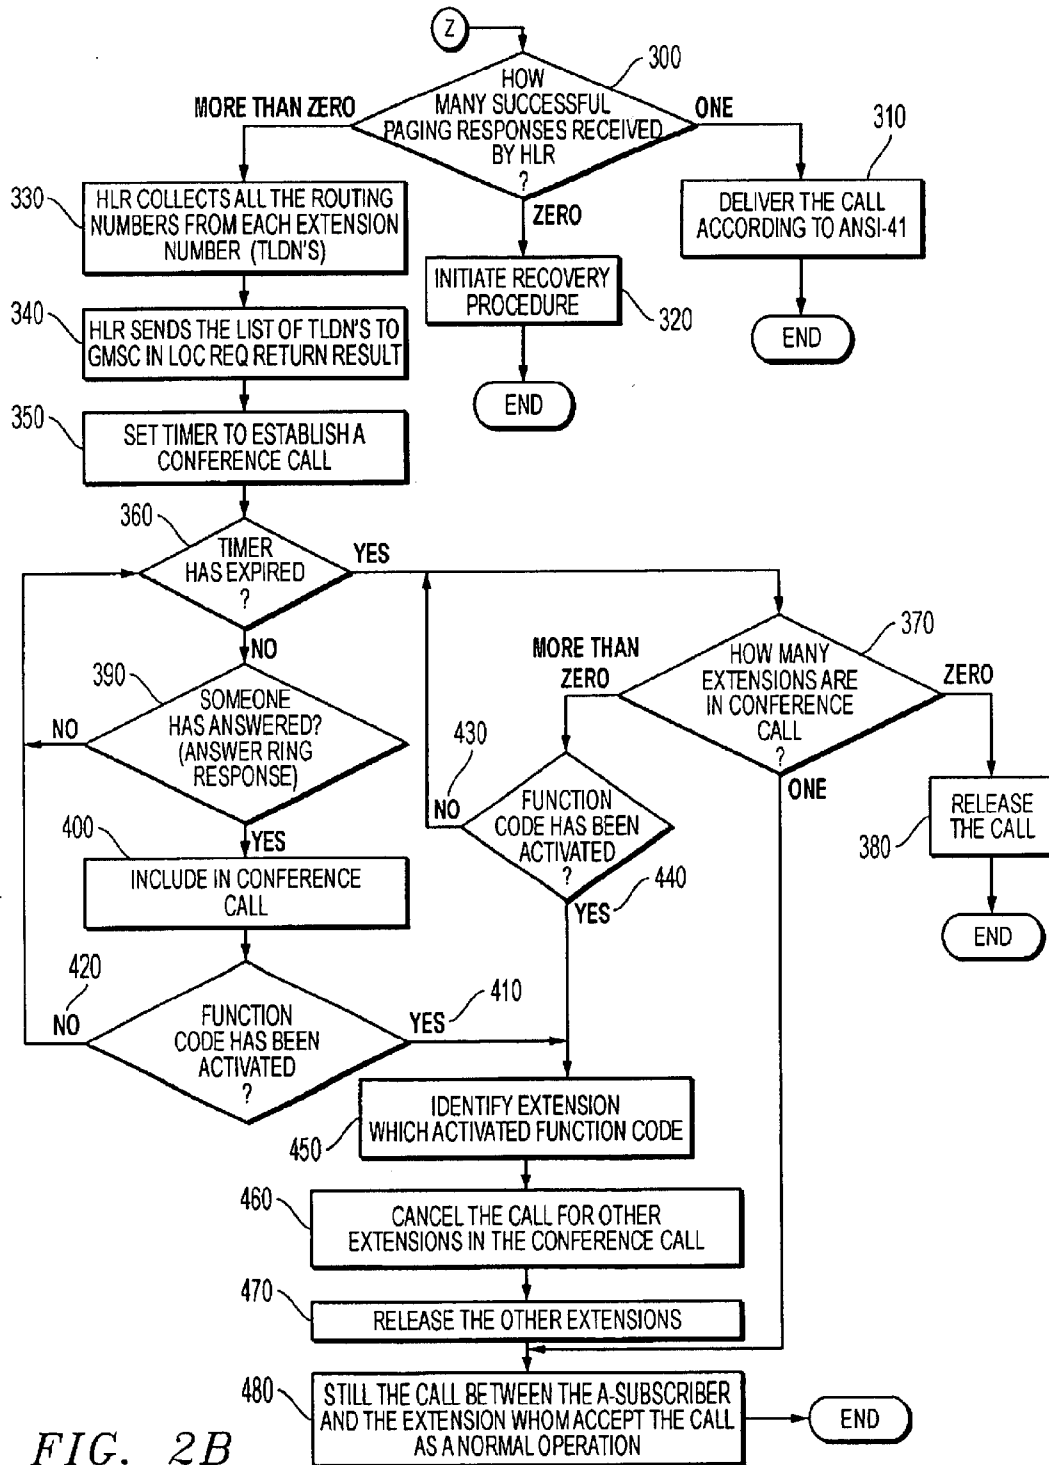 Z
300
HOW
MANY SUCCESSFUL
PAGING RESPONSES RECEIVED
BY HLR
?
MORE THAN ZERO
ONE
ZERO
310
DELIVER THE CALL
ACCORDING TO ANSI-41
END
330
HLR COLLECTS ALL THE ROUTING
NUMBERS FROM EACH EXTENSION
NUMBER (TLDN'S)
INITIATE RECOVERY
PROCEDURE
320
END
340
HLR SENDS THE LIST OF TLDN'S TO
GMSC IN LOC REQ RETURN RESULT
350
SET TIMER TO ESTABLISH A
CONFERENCE CALL
360
TIMER
HAS EXPIRED
?
YES
NO
370
HOW MANY
EXTENSIONS ARE
IN CONFERENCE
CALL
?
MORE THAN
ZERO
ZERO
ONE
390
SOMEONE
HAS ANSWERED?
(ANSWER RING
RESPONSE)
NO
YES
430
NO
FUNCTION
CODE HAS BEEN
ACTIVATED
?
440
YES
380
RELEASE
THE CALL
END
400
INCLUDE IN CONFERENCE
CALL
420
NO
FUNCTION
CODE HAS BEEN
ACTIVATED
?
410
YES
450
IDENTIFY EXTENSION
WHICH ACTIVATED FUNCTION CODE
460
CANCEL THE CALL FOR OTHER
EXTENSIONS IN THE CONFERENCE CALL
470
RELEASE THE OTHER EXTENSIONS
480
STILL THE CALL BETWEEN THE A-SUBSCRIBER
AND THE EXTENSION WHOM ACCEPT THE CALL
AS A NORMAL OPERATION
END
FIG. 2B